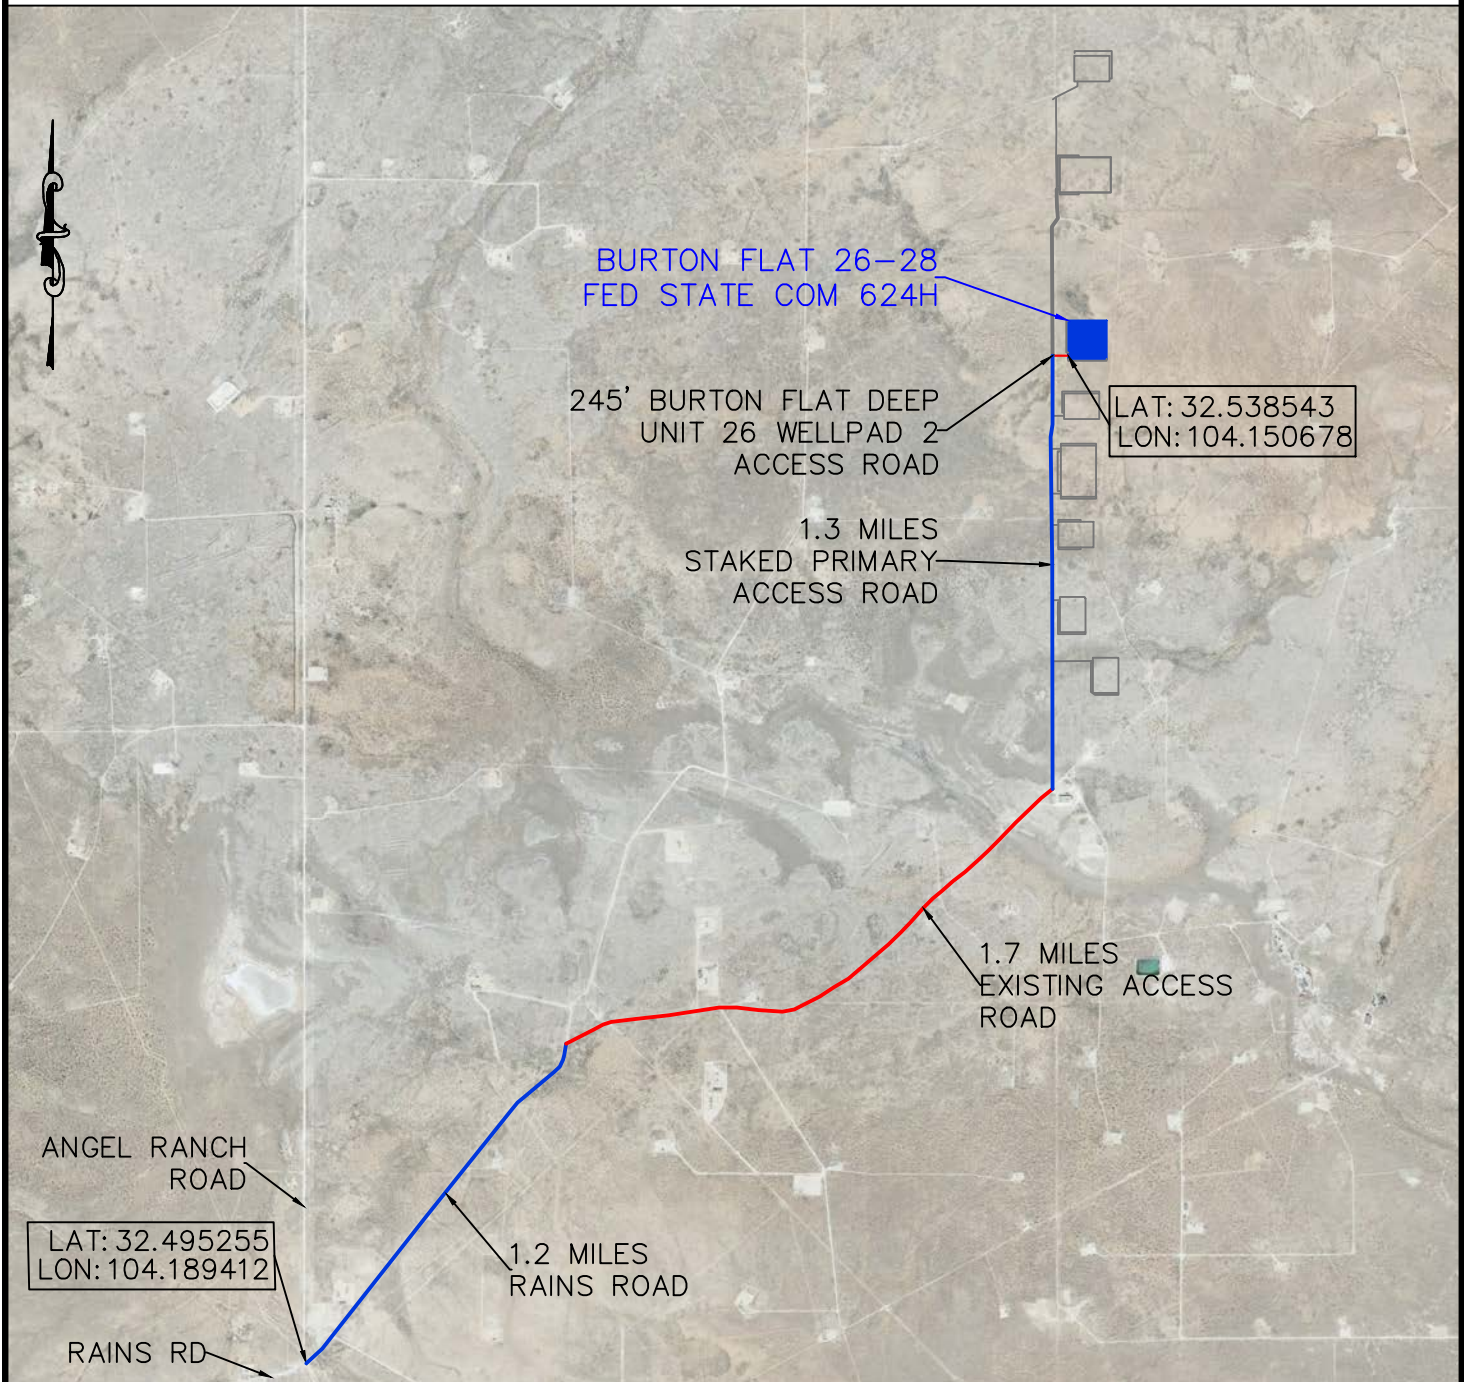 BURTON FLAT 26-28
FED STATE COM 624H
245' BURTON FLAT DEEP
UNIT 26 WELLPAD 2
ACCESS ROAD
LAT: 32.538543
LON: 104.150678
1.3 MILES
STAKED PRIMARY
ACCESS ROAD
1.7 MILES
EXISTING ACCESS
ROAD
ANGEL RANCH
ROAD
LAT: 32.495255
LON: 104.189412
1.2 MILES
RAINS ROAD
RAINS RD